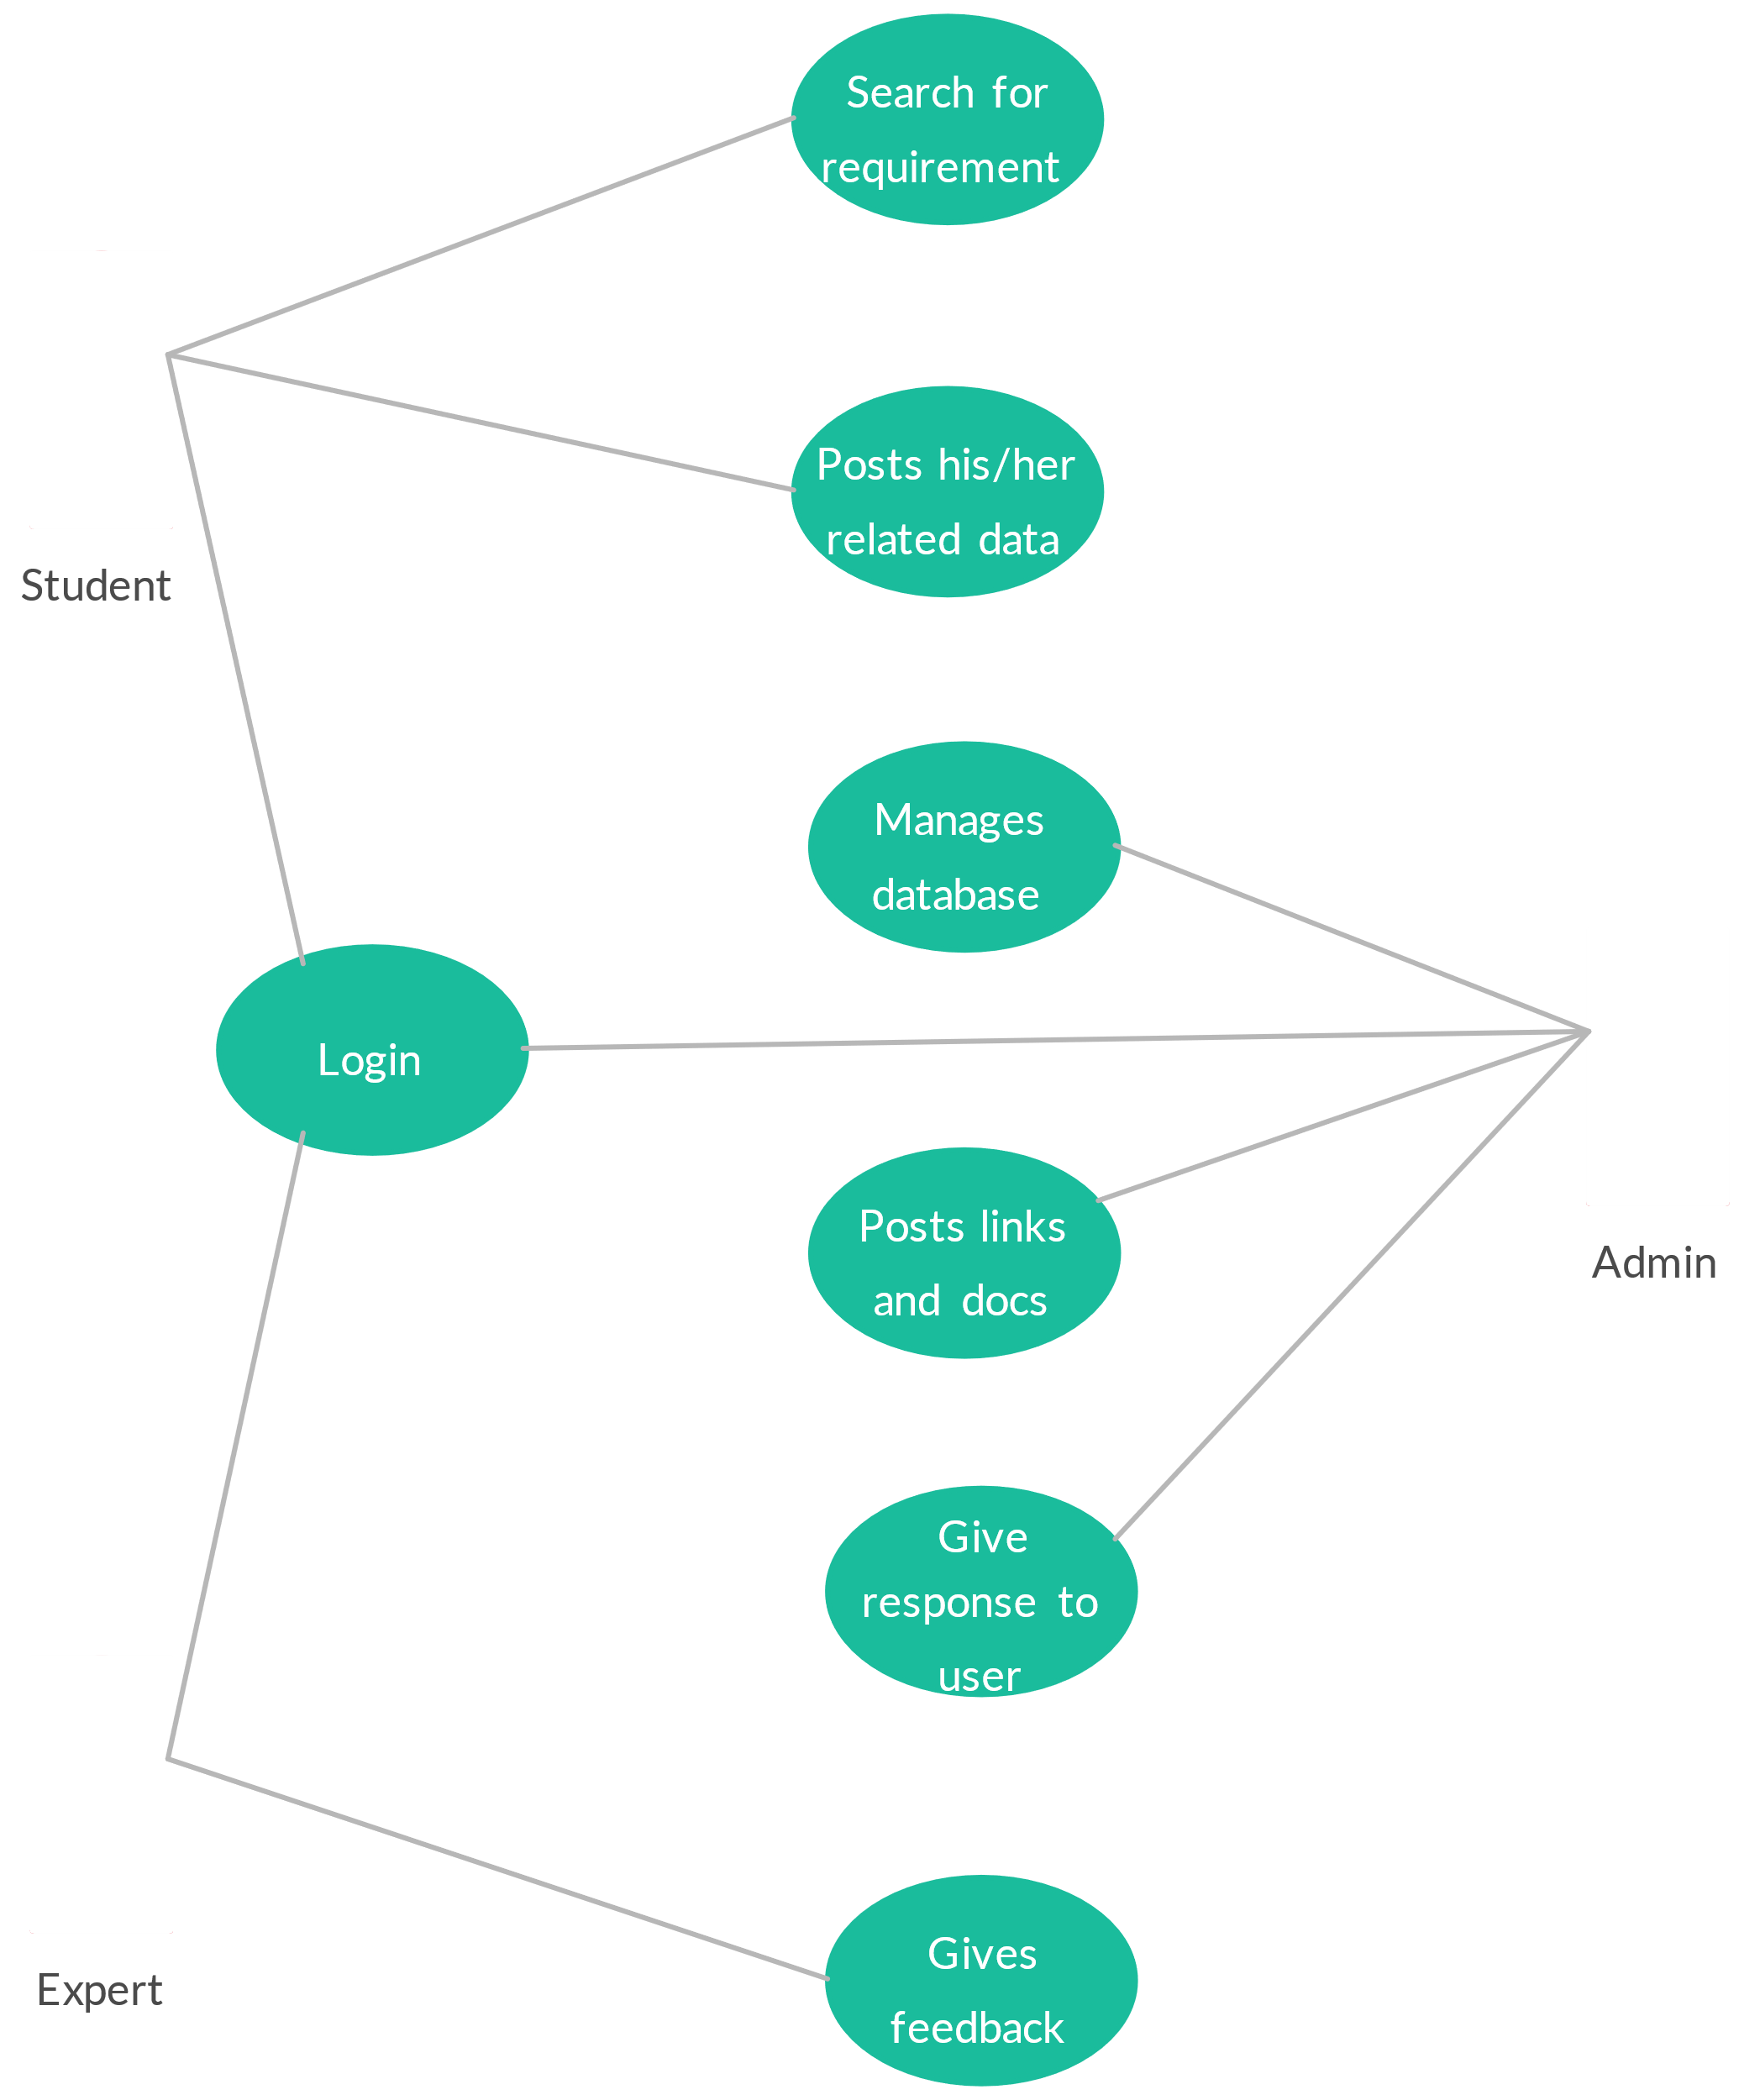 Search for
requirement
Posts his/her
related data
Student
Manages
database
Login
Posts links
and docs
Admin
Give
response to
user
Gives
feedback
Expert